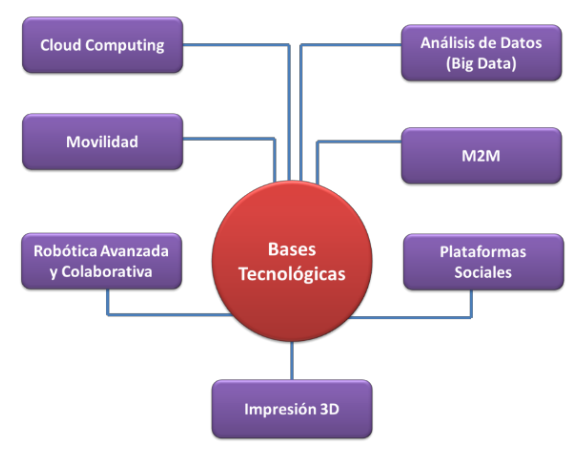 Cloud Computing
Análisis de Datos
(Big Data)
Movilidad
M2M
Robótica Avanzada
y Colaborativa
Bases
Tecnológicas
Plataformas
Sociales
Impresión 3D